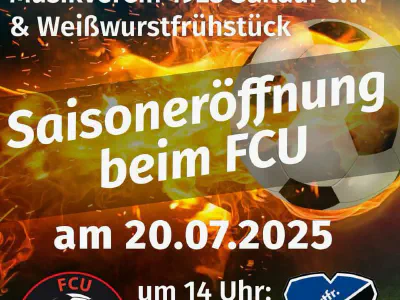 & Weißwurstfrühstück
Saisoneröffnung
beim FCU
am 20.07.2025
FCU
um 14 Uhr: